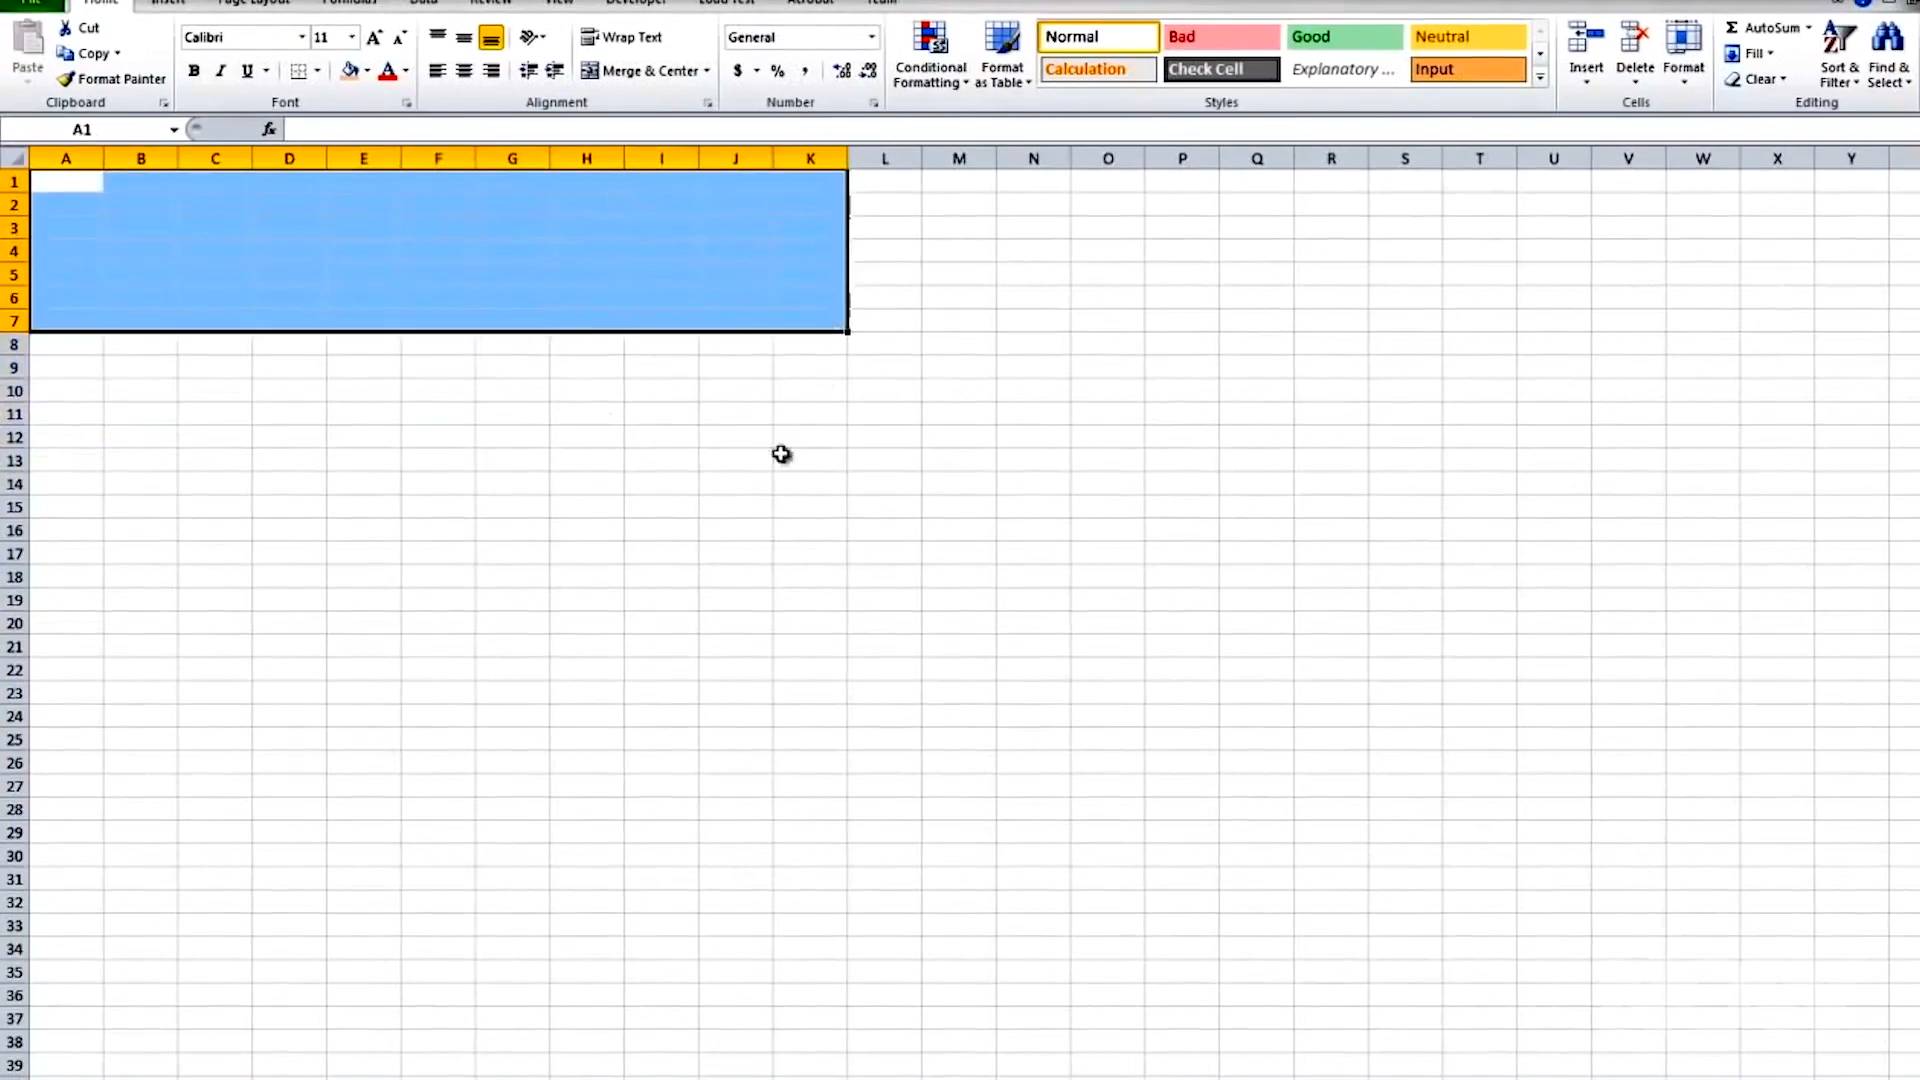 File Home Insert Page Layout Formulas Data Review View Developer Load Test Acrobat Team
Cut
Copy
Format Painter
Paste
Clipboard
Calibri 11
B I U
Font
Wrap Text
Merge & Center
Alignment
General
$ % ,
Number
Conditional Formatting
Format as Table
Normal Bad Good Neutral
Calculation Check Cell Explanatory ... Input
Styles
Insert Delete Format
Cells
Σ AutoSum
Fill
Clear
Sort & Filter
Find & Select
Editing
A1 fx
A B C D E F G H I J K L M N O P Q R S T U V W X Y
1
2
3
4
5
6
7
8
9
10
11
12
13
14
15
16
17
18
19
20
21
22
23
24
25
26
27
28
29
30
31
32
33
34
35
36
37
38
39